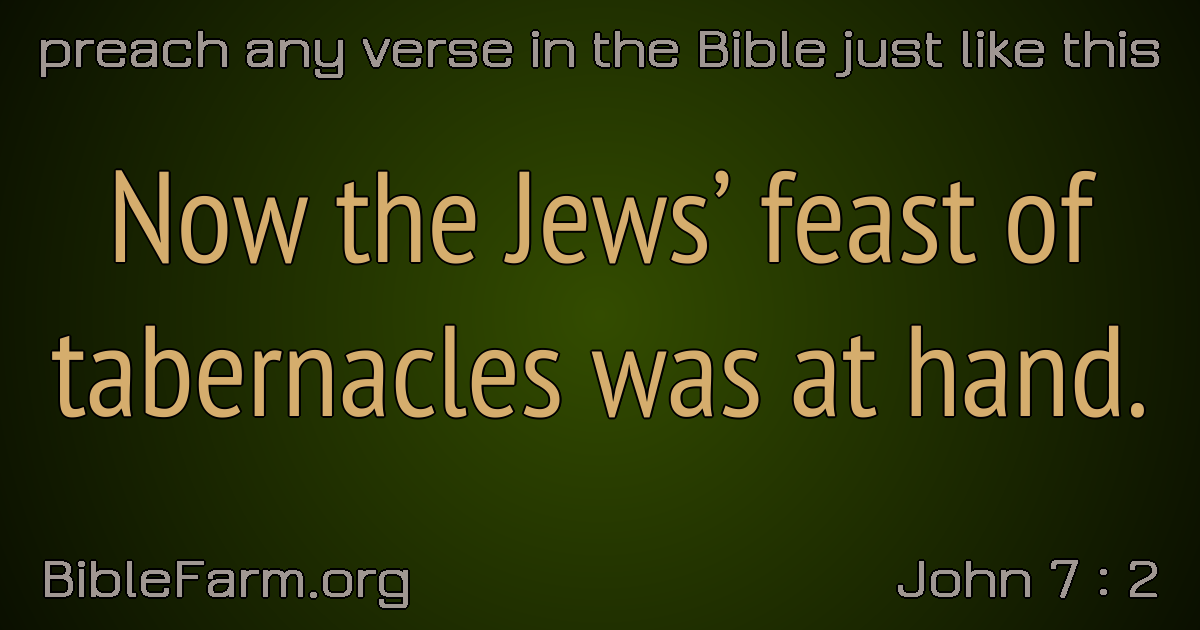 preach any verse in the Bible just like this
Now the Jews’ feast of
tabernacles was at hand.
BibleFarm.org
John 7 : 2